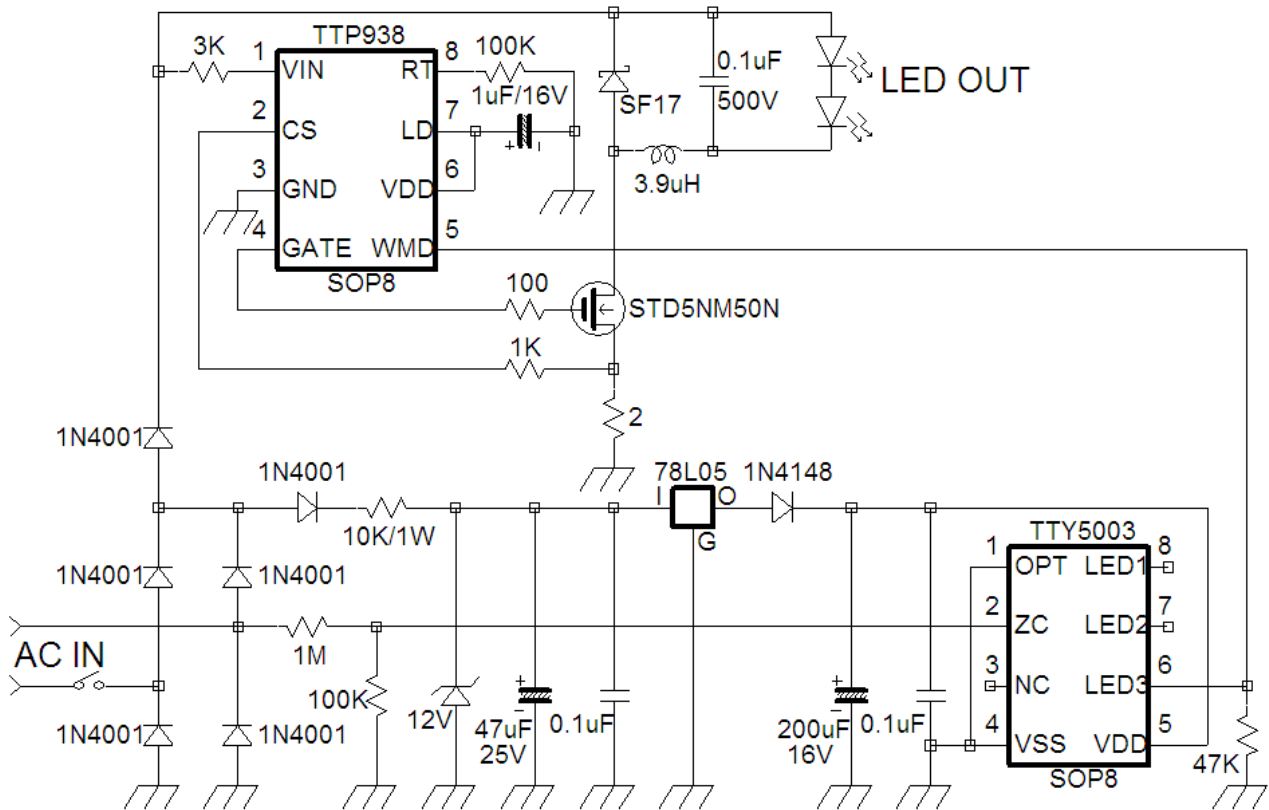 TTP938
3K
1
VIN
RT
8
100K
1uF/16V
2
CS
LD
7
3
GND
VDD
6
4
GATE
WMD
5
SOP8
+
-
SF17
0.1uF
500V
LED OUT
3.9uH
100
STD5NM50N
1K
2
1N4001
1N4001
10K/1W
78L05
I
O
G
1N4148
1N4001
1N4001
TTY5003
1
OPT
LED1
8
2
ZC
LED2
7
3
NC
LED3
6
4
VSS
VDD
5
SOP8
AC IN
1M
100K
1N4001
1N4001
12V
+
-
47uF
25V
0.1uF
+
-
200uF
16V
0.1uF
47K